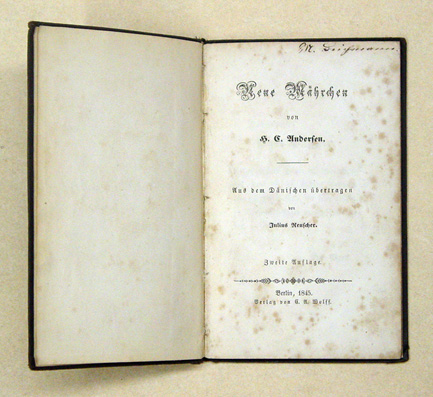 Neue Mährchen
von
H. C. Andersen.
Aus dem Dänischen übertragen
von
Julius Reuscher.
Zweite Auflage.
Berlin, 1845.
Verlag von C. A. Wolff.